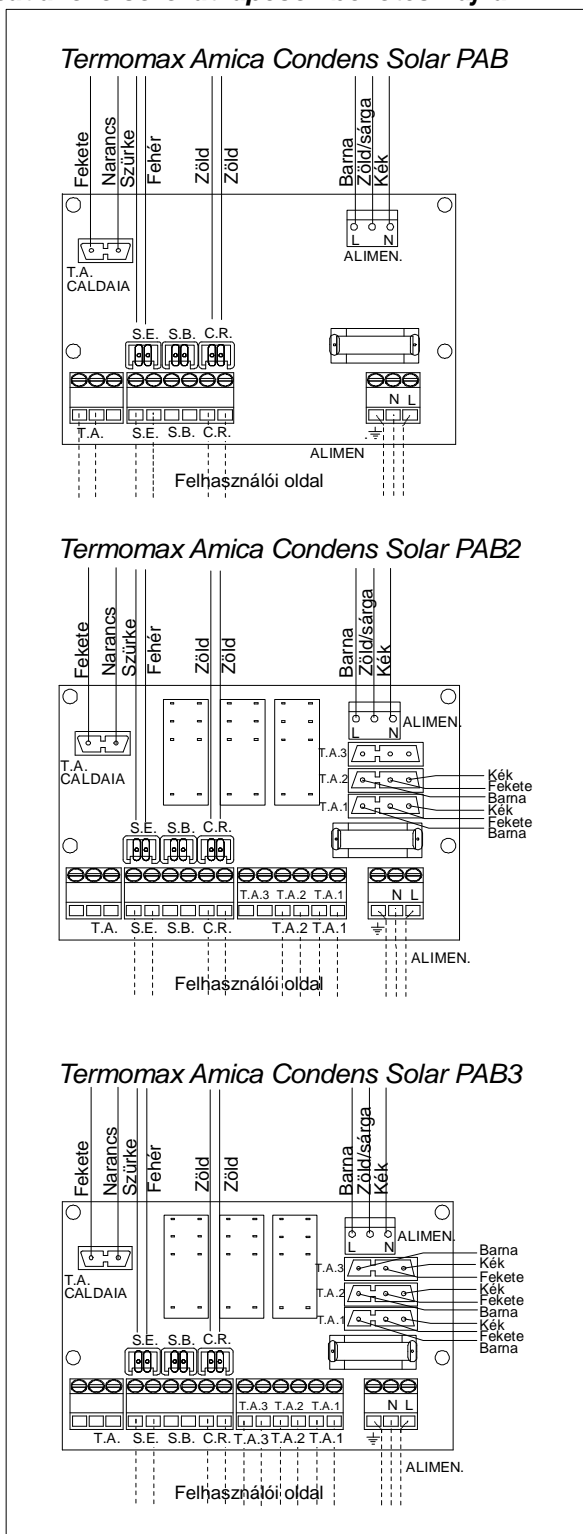 Termomax Amica Condens Solar PAB
Fekete
Narancs
Szürke
Fehér
Zöld
Zöld
Barna
Zöld/sárga
Kék
L N
ALIMEN.
T.A.
CALDAIA
S.E. S.B. C.R.
N L
T.A. S.E. S.B. C.R.
ALIMEN
Felhasználói oldal
Termomax Amica Condens Solar PAB2
Fekete
Narancs
Szürke
Fehér
Zöld
Zöld
Barna
Zöld/sárga
Kék
L N
ALIMEN.
T.A.
CALDAIA
T.A.3
T.A.2
T.A.1
Kék
Fekete
Barna
Kék
Fekete
Barna
S.E. S.B. C.R.
T.A.3 T.A.2 T.A.1
N L
T.A. S.E. S.B. C.R. T.A.2 T.A.1
ALIMEN.
Felhasználói oldal
Termomax Amica Condens Solar PAB3
Fekete
Narancs
Szürke
Fehér
Zöld
Zöld
Barna
Zöld/sárga
Kék
L N
ALIMEN.
T.A.
CALDAIA
T.A.3
T.A.2
T.A.1
Barna
Kék
Fekete
Kék
Fekete
Barna
Kék
Fekete
Barna
S.E. S.B. C.R.
T.A.3 T.A.2 T.A.1
N L
T.A. S.E. S.B. C.R. T.A.3 T.A.2 T.A.1
ALIMEN.
Felhasználói oldal